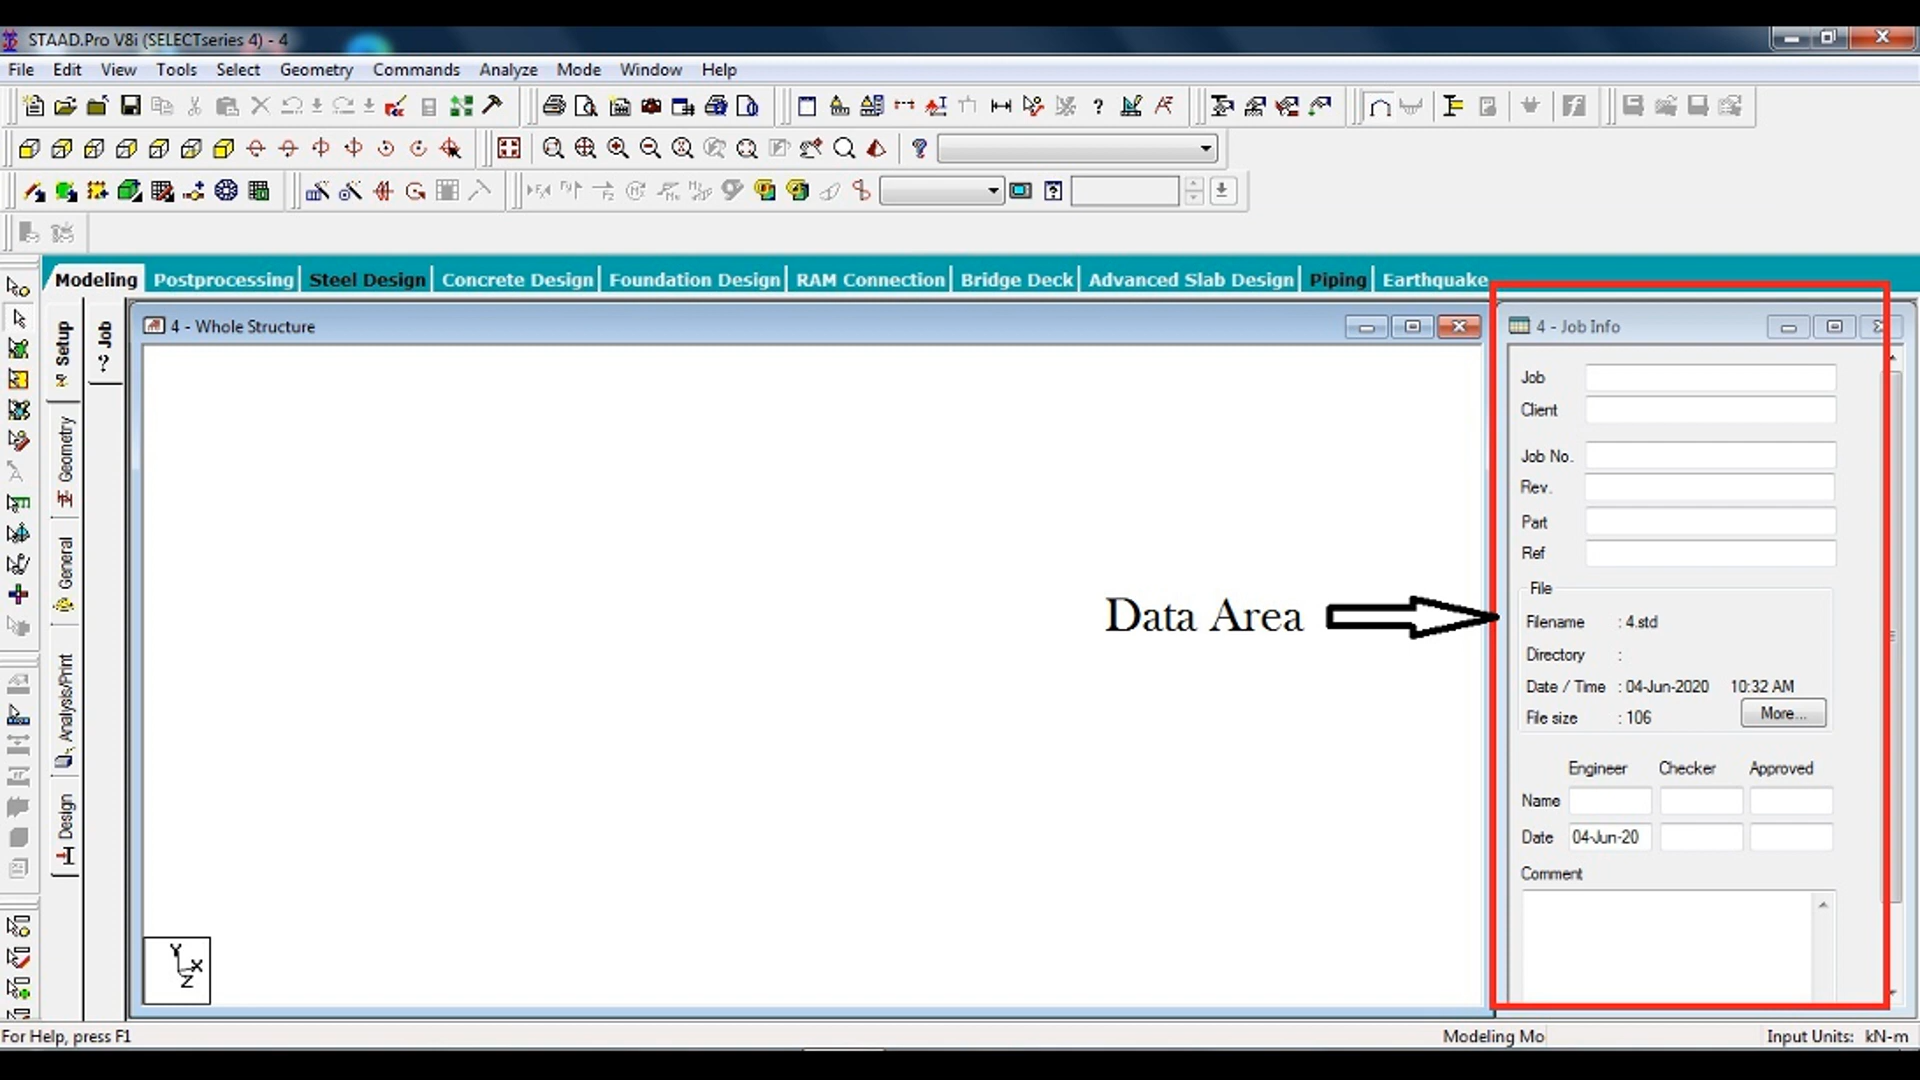 STAAD.Pro V8i (SELECTseries 4) - 4
File Edit View Tools Select Geometry Commands Analyze Mode Window Help
Modeling Postprocessing Steel Design Concrete Design Foundation Design RAM Connection Bridge Deck Advanced Slab Design Piping Earthquake
Setup
Geometry
General
Analysis/Print
Design
Job
4 - Whole Structure
Y
X
Z
Data Area
4 - Job Info
Job
Client
Job No.
Rev.
Part
Ref
File
Filename : 4.std
Directory :
Date / Time : 04-Jun-2020 10:32 AM
File size : 106
More...
Engineer Checker Approved
Name
Date 04-Jun-20
Comment
For Help, press F1
Modeling Mo
Input Units: kN-m